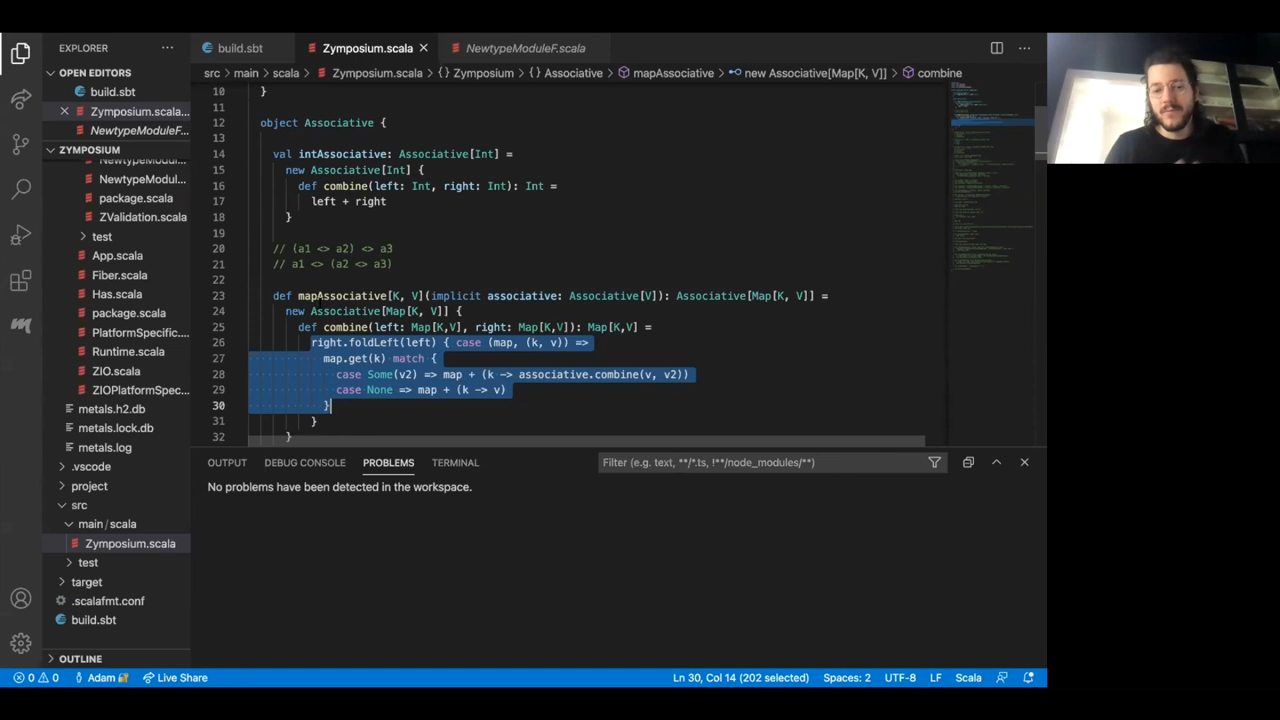 EXPLORER
···
OPEN EDITORS
build.sbt
Zymposium.scala...
NewtypeModuleF...
ZYMPOSIUM
NewtypeModul...
NewtypeModul...
package.scala
ZValidation.scala
test
App.scala
Fiber.scala
Has.scala
package.scala
PlatformSpecific....
Runtime.scala
ZIO.scala
ZIOPlatformSpec...
metals.h2.db
metals.lock.db
metals.log
.vscode
project
src
main/scala
Zymposium.scala
test
target
.scalafmt.conf
build.sbt
OUTLINE
build.sbt
Zymposium.scala
NewtypeModuleF.scala
src > main > scala > Zymposium.scala > {} Zymposium > {} Associative > mapAssociative > new Associative[Map[K, V]] > combine
10 }
11
12 object Associative {
13
14 val intAssociative: Associative[Int] =
15 new Associative[Int] {
16 def combine(left: Int, right: Int): Int =
17 left + right
18 }
19
20 // (a1 <> a2) <> a3
21 // a1 <> (a2 <> a3)
22
23 def mapAssociative[K, V](implicit associative: Associative[V]): Associative[Map[K, V]] =
24 new Associative[Map[K, V]] {
25 def combine(left: Map[K,V], right: Map[K,V]): Map[K,V] =
26 right.foldLeft(left) { case (map, (k, v)) =>
27 map.get(k) match {
28 case Some(v2) => map + (k -> associative.combine(v, v2))
29 case None => map + (k -> v)
30 }
31 }
32 }
OUTPUT
DEBUG CONSOLE
PROBLEMS
TERMINAL
Filter (e.g. text, **/*.ts, !**/node_modules/**)
No problems have been detected in the workspace.
0 0 Adam Live Share
Ln 30, Col 14 (202 selected) Spaces: 2 UTF-8 LF Scala